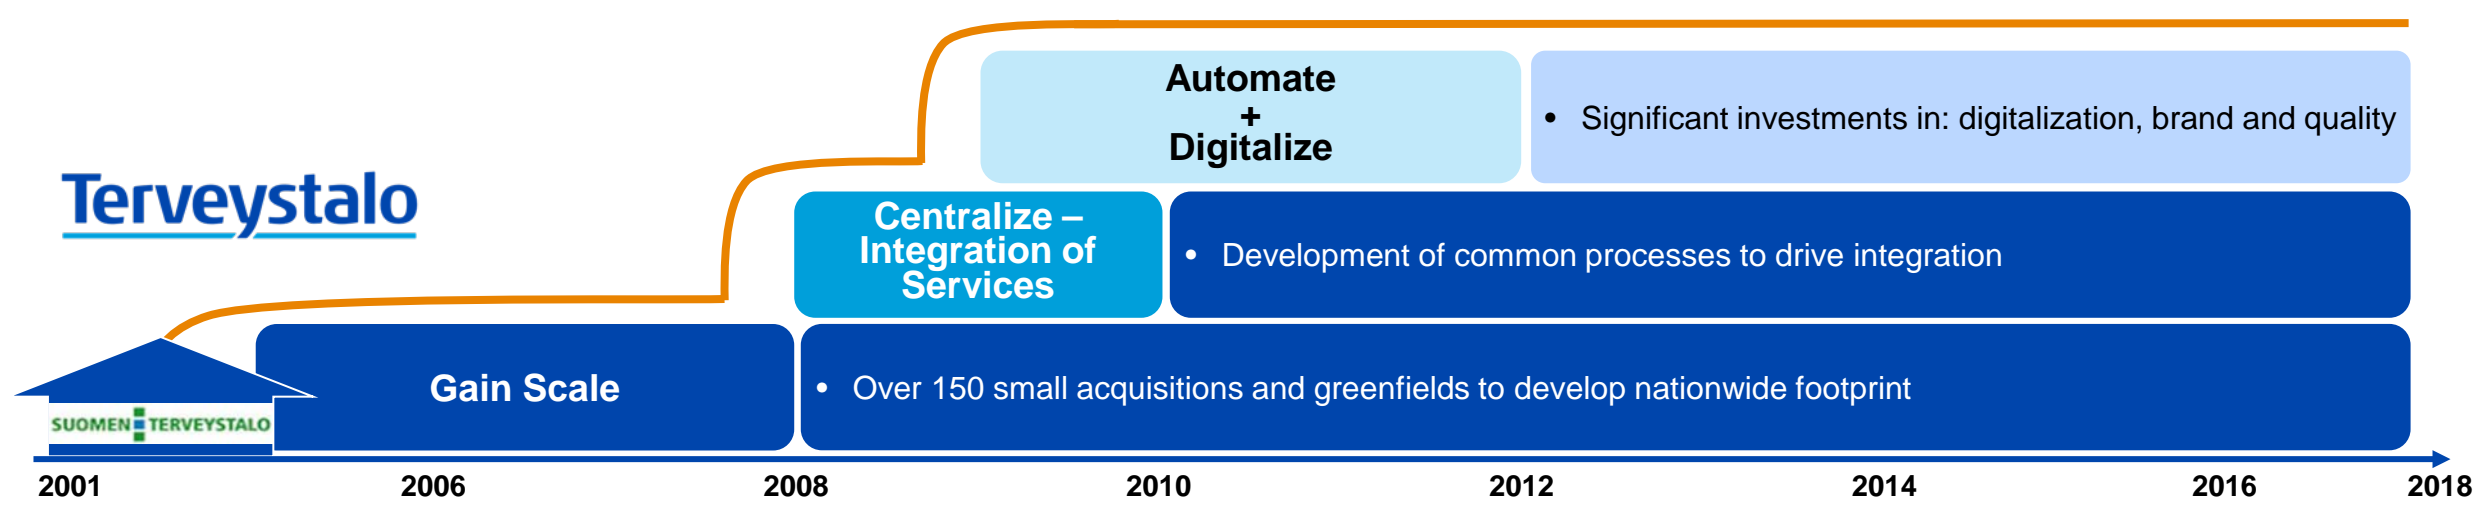 Automate
+
Digitalize
• Significant investments in: digitalization, brand and quality
Terveystalo
Centralize –
Integration of
Services
• Development of common processes to drive integration
Gain Scale
• Over 150 small acquisitions and greenfields to develop nationwide footprint
SUOMEN TERVEYSTALO
2001 2006 2008 2010 2012 2014 2016 2018